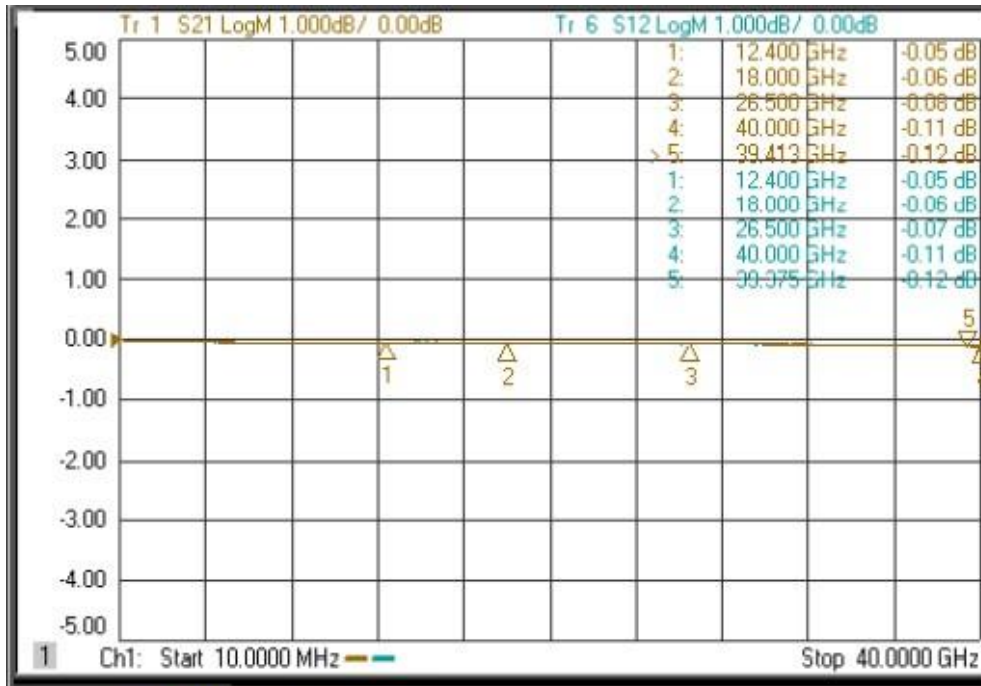 Tr 1 S21 LogM 1.000dB/ 0.00dB Tr 6 S12 LogM 1.000dB/ 0.00dB
5.00
4.00
3.00
2.00
1.00
0.00
-1.00
-2.00
-3.00
-4.00
-5.00
1: 12.400 GHz -0.05 dB
2: 18.000 GHz -0.06 dB
3: 26.500 GHz -0.08 dB
4: 40.000 GHz -0.11 dB
> 5: 39.413 GHz -0.12 dB
1: 12.400 GHz -0.05 dB
2: 18.000 GHz -0.06 dB
3: 26.500 GHz -0.07 dB
4: 40.000 GHz -0.11 dB
5: GHz -0.12 dB
5
1 2 3
1 Ch1: Start 10.0000 MHz Stop 40.0000 GHz